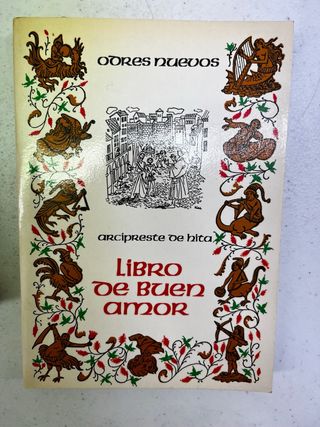 odres nuevos
arcipreste de hita
LIBRO
de buen
amor